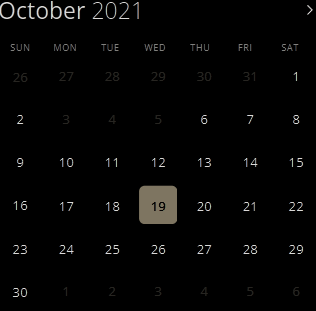 October 2021
SUN MON TUE WED THU FRI SAT
26 27 28 29 30 31 1
2 3 4 5 6 7 8
9 10 11 12 13 14 15
16 17 18 19 20 21 22
23 24 25 26 27 28 29
30 1 2 3 4 5 6